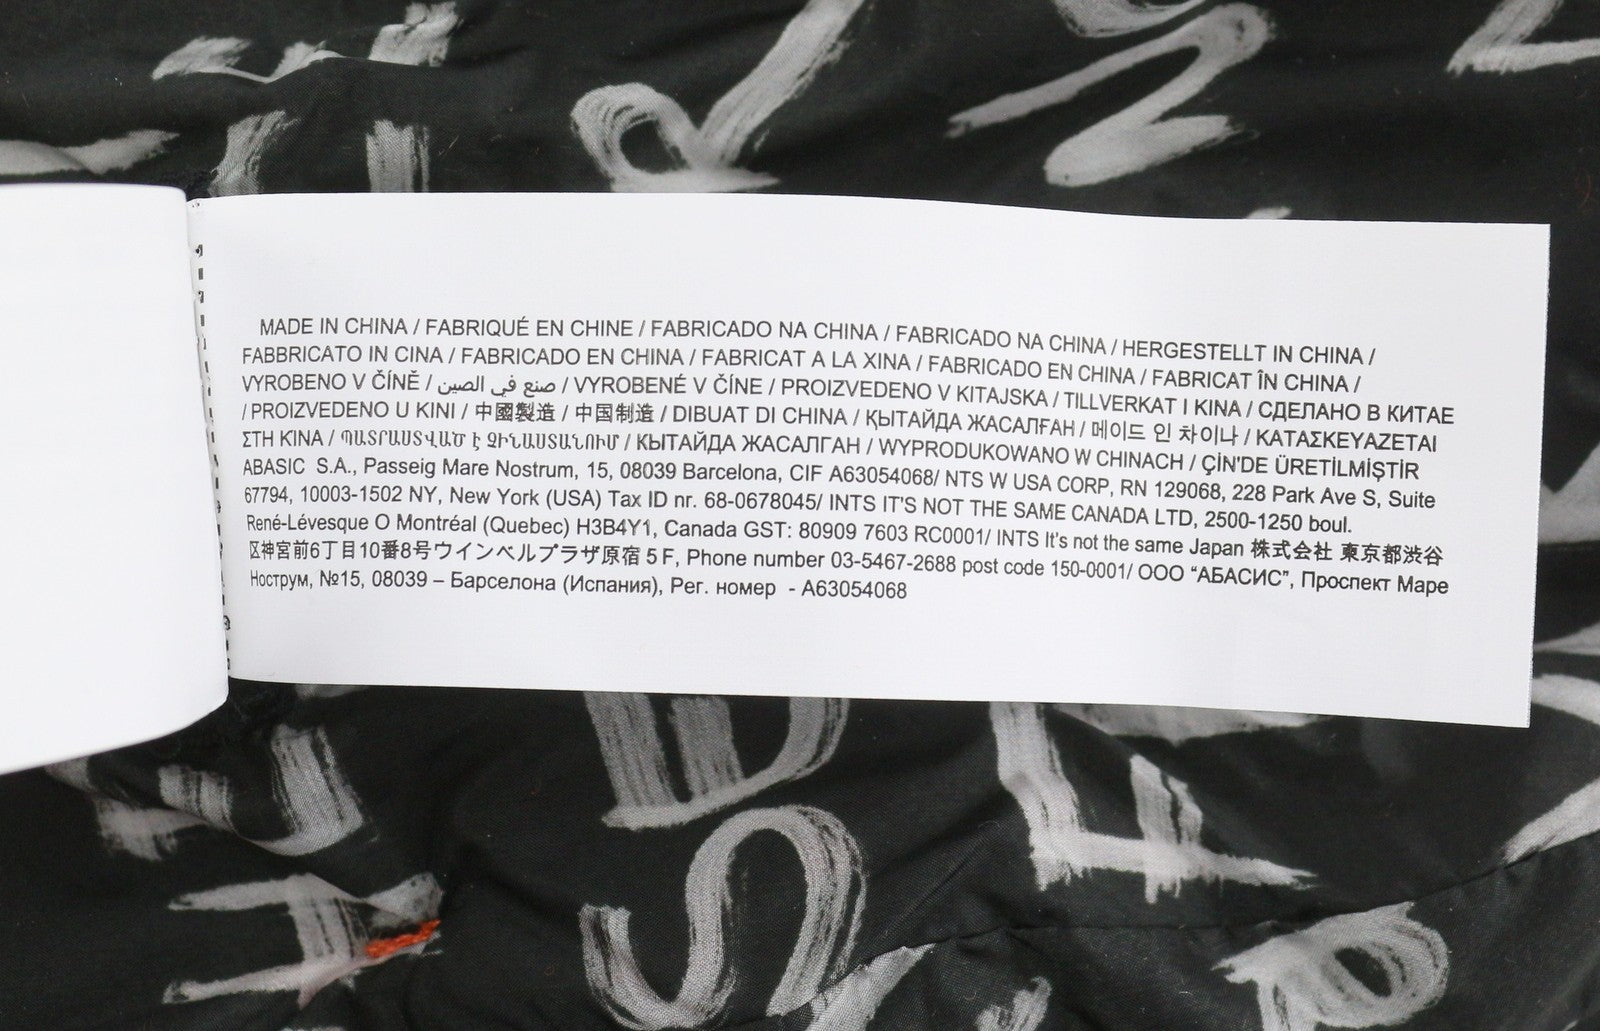 MADE IN CHINA / FABRIQUÉ EN CHINE / FABRICADO NA CHINA / FABRICADO NA CHINA / HERGESTELLT IN CHINA /
FABBRICATO IN CINA / FABRICADO EN CHINA / FABRICAT A LA XINA / FABRICADO EN CHINA / FABRICAT ÎN CHINA /
VYROBENO V ČÍNĚ / صنع في الصين / VYROBENÉ V ČÍNE / PROIZVEDENO V KITAJSKA / TILLVERKAT I KINA / СДЕЛАНО В КИТАЕ
/ PROIZVEDENO U KINI / 中國製造 / 中国制造 / DIBUAT DI CHINA / ҚЫТАЙДА ЖАСАЛҒАН / 메이드 인 차이나 / ΚΑΤΑΣΚΕΥΑΖΕΤΑΙ
ΣΤΗ ΚΊΝΑ / ՊԱՏՐԱՍՏՎԱԾ Է ՉԻՆԱՍՏԱՆՈՒՄ / КЫТАЙДА ЖАСАЛГАН / WYPRODUKOWANO W CHINACH / ÇİN'DE ÜRETİLMİŞTİR
ABASIC S.A., Passeig Mare Nostrum, 15, 08039 Barcelona, CIF A63054068/ NTS W USA CORP, RN 129068, 228 Park Ave S, Suite
67794, 10003-1502 NY, New York (USA) Tax ID nr. 68-0678045/ INTS IT'S NOT THE SAME CANADA LTD, 2500-1250 boul.
René-Lévesque O Montréal (Quebec) H3B4Y1, Canada GST: 80909 7603 RC0001/ INTS It's not the same Japan 株式会社 東京都渋谷
区神宮前6丁目10番8号ウインベルプラザ原宿 5 F, Phone number 03-5467-2688 post code 150-0001/ ООО “АБАСИС”, Проспект Маре
Нострум, №15, 08039 – Барселона (Испания), Рег. номер - A63054068